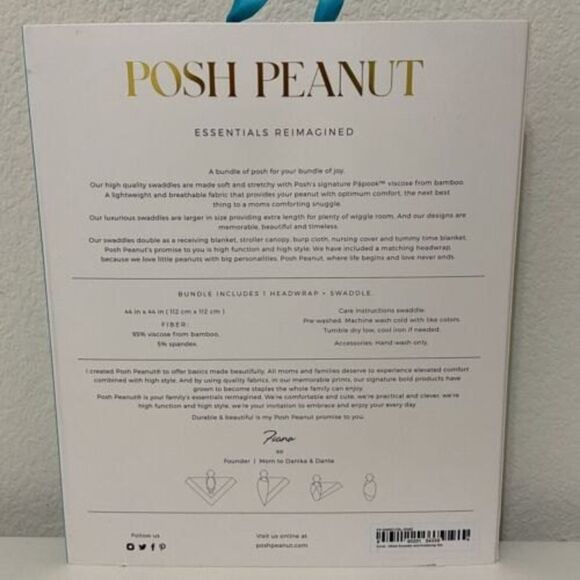 POSH PEANUT
ESSENTIALS REIMAGINED
A bundle of posh for your bundle of joy.
Our high quality swaddles are made soft and stretchy with Posh's signature Papook™ viscose from bamboo.
A lightweight and breathable fabric that provides your peanut with optimum comfort, the next best
thing to a moms comforting snuggle.
Our luxurious swaddles are larger in size providing extra length for plenty of wiggle room. And our designs are
memorable, beautiful and timeless.
Our swaddles double as a receiving blanket, stroller canopy, burp cloth, nursing cover and tummy time blanket.
Posh Peanut's promise to you is high function and high style. We have included a matching headwrap,
because we love little peanuts with big personalities. Posh Peanut, where life begins and love never ends.
BUNDLE INCLUDES 1 HEADWRAP + SWADDLE.
44 in x 44 in ( 112 cm x 112 cm )
FIBER:
95% viscose from bamboo.
5% spandex.
Care instructions swaddle:
Pre-washed. Machine wash cold with like colors.
Tumble dry low, cool iron if needed.
Accessories: Hand wash only.
I created Posh Peanut® to offer basics made beautifully. All moms and families deserve to experience elevated comfort
combined with high style. And by using quality fabrics, in our memorable prints, our signature bold products have
grown to become staples the whole family can enjoy.
Posh Peanut® is your family's essentials reimagined. We're comfortable and cute, we're practical and clever, we're
high function and high style, we're your invitation to embrace and enjoy your every day.
Durable & beautiful is my Posh Peanut promise to you.
Fiona
xo
Founder | Mom to Danika & Dante
Follow us
Visit us online at
poshpeanut.com